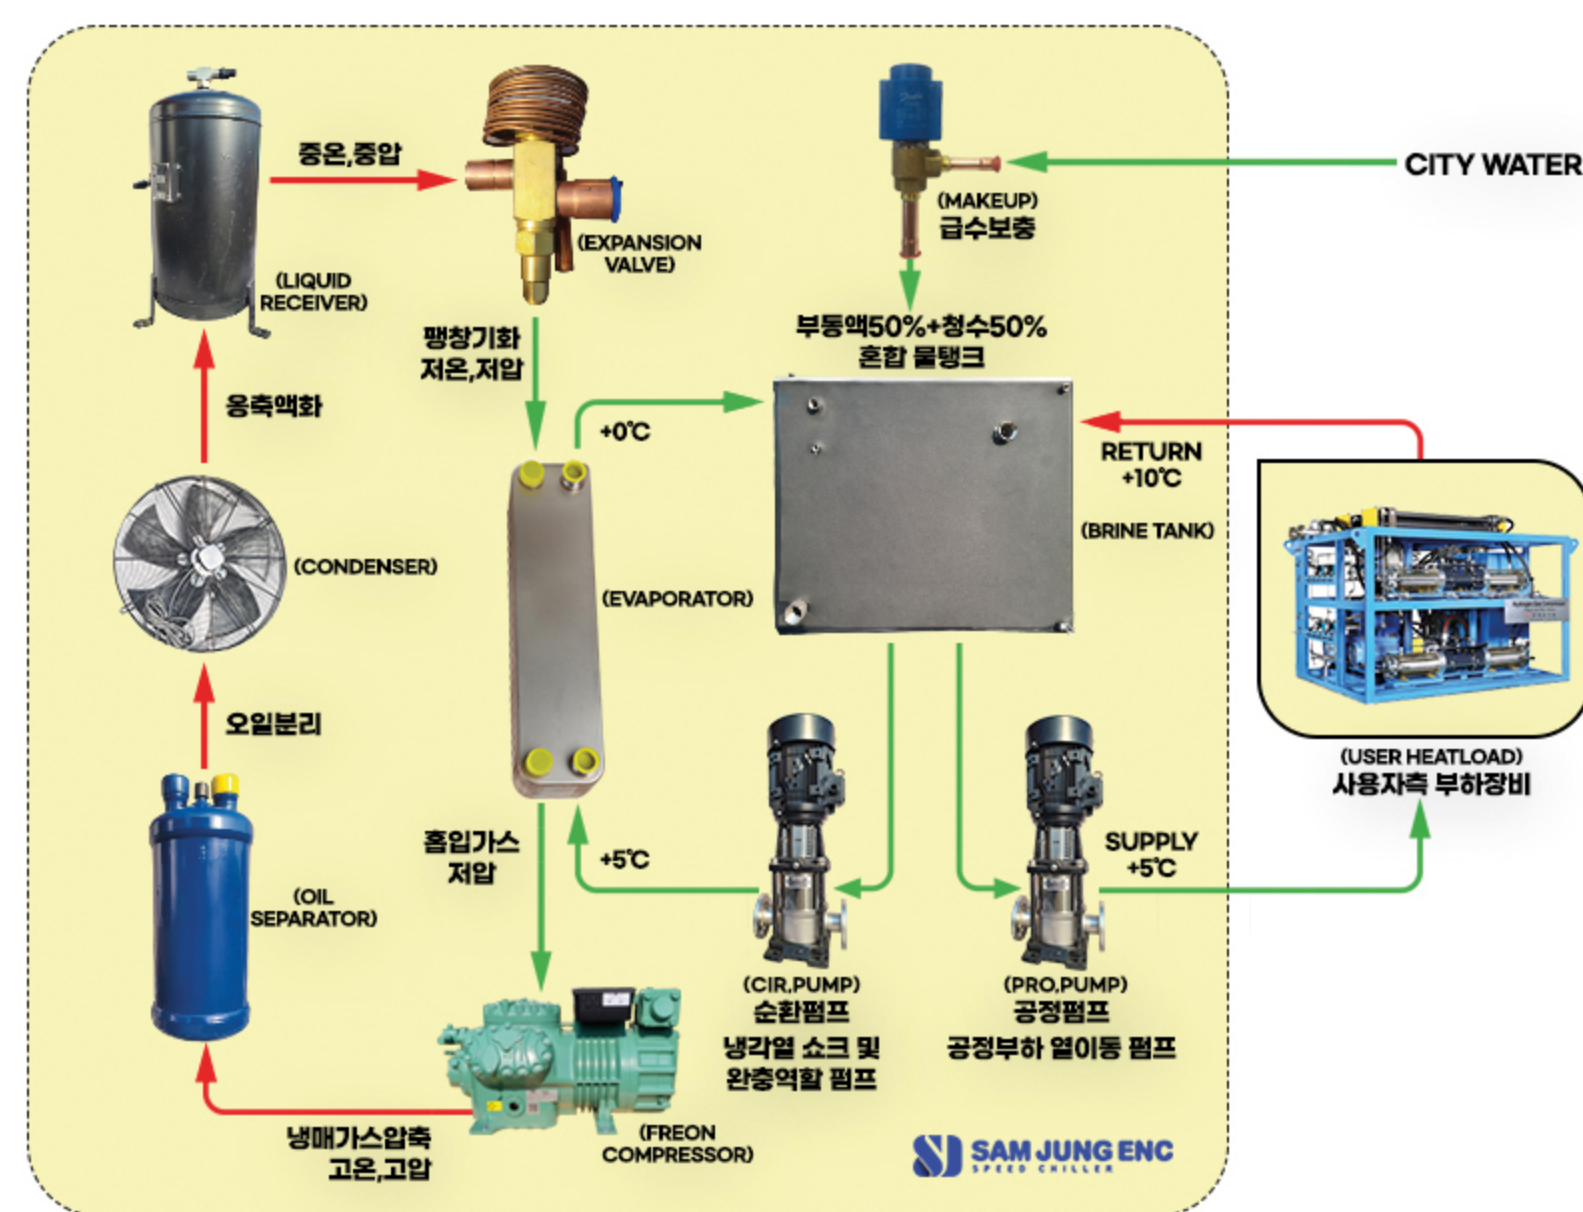 중온,중압
(LIQUID
RECEIVER)
(EXPANSION
VALVE)
CITY WATER
(MAKEUP)
급수보충
부동액50%+청수50%
혼합 물탱크
팽창기화
저온,저압
응축액화
+0℃
RETURN
+10℃
(BRINE TANK)
(CONDENSER)
(EVAPORATOR)
오일분리
(USER HEATLOAD)
사용자측 부하장비
흡입가스
저압
+5℃
SUPPLY
+5℃
(OIL
SEPARATOR)
(CIR,PUMP)
순환펌프
냉각열 쇼크 및
완충역할 펌프
(PRO,PUMP)
공정펌프
공정부하 열이동 펌프
냉매가스압축
고온,고압
(FREON
COMPRESSOR)
SAM JUNG ENC
SPEED CHILLER